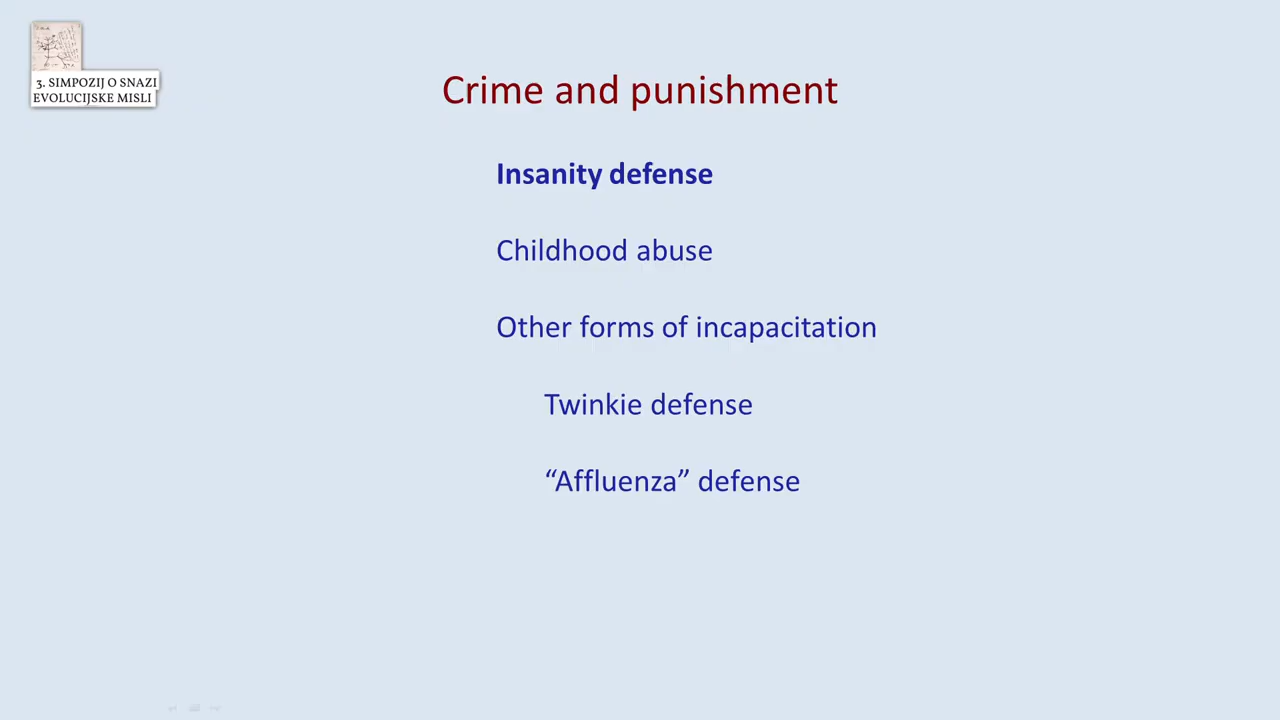 3. SIMPOZIJ O SNAZI
EVOLUCIJSKE MISLI
Crime and punishment
Insanity defense
Childhood abuse
Other forms of incapacitation
Twinkie defense
“Affluenza” defense